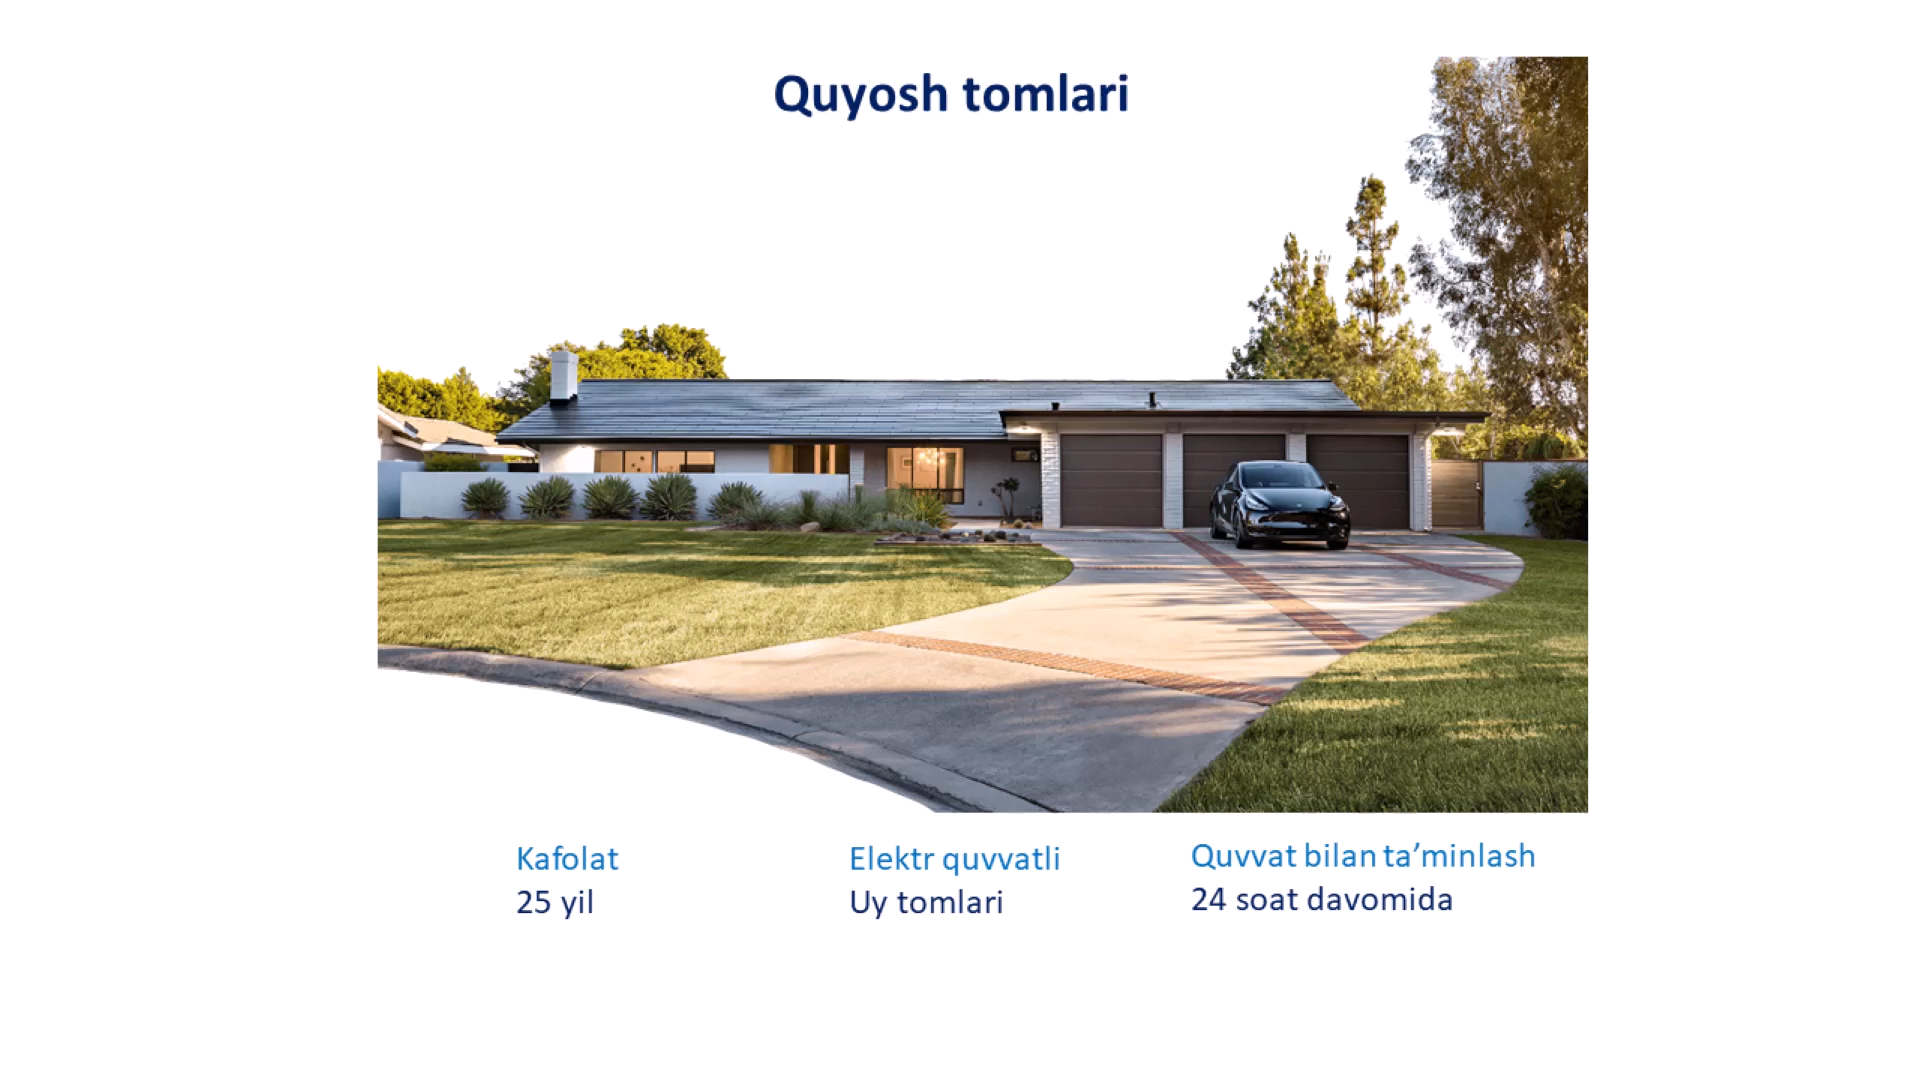 Quyosh tomlari
Kafolat
25 yil
Elektr quvvatli
Uy tomlari
Quvvat bilan ta’minlash
24 soat davomida